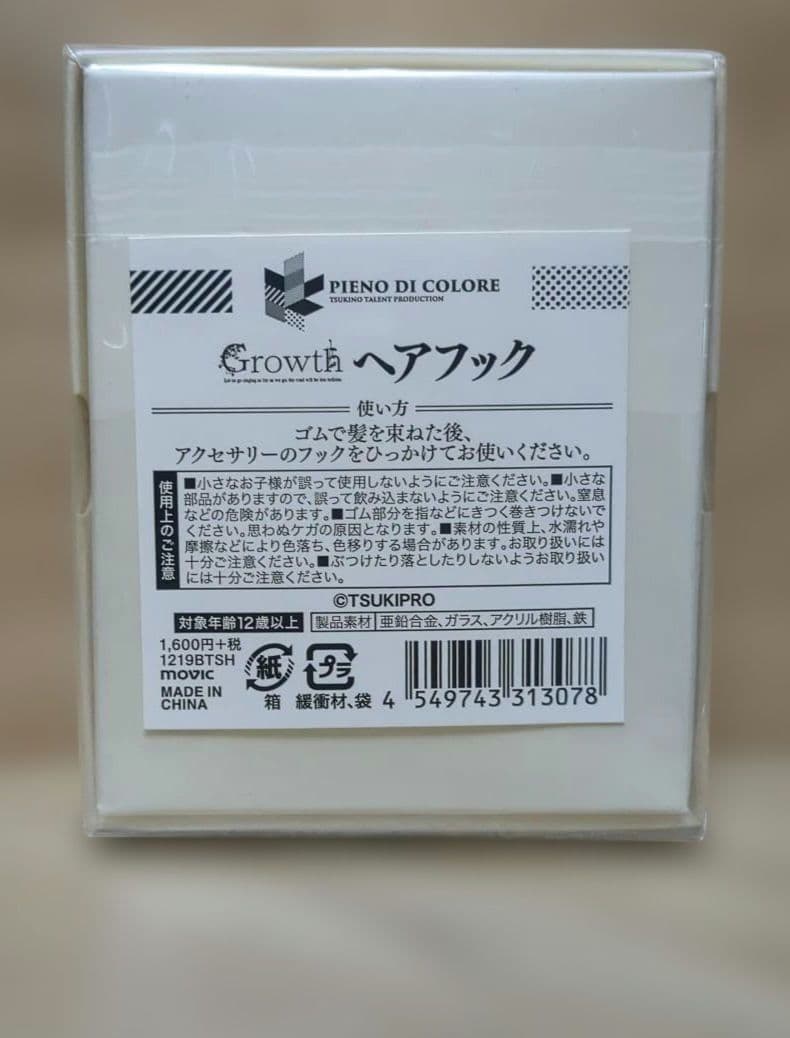 PIENO DI COLORE
TSUKINO TALENT PRODUCTION
Growth ヘアフック
使い方
ゴムで髪を束ねた後、
アクセサリーのフックをひっかけてお使いください。
使用上のご注意
■小さなお子様が誤って使用しないようにご注意ください。■小さな
部品がありますので、誤って飲み込まないようにご注意ください。窒息
などの危険があります。■ゴム部分を指などにきつく巻きつけないで
ください。思わぬケガの原因となります。■素材の性質上、水濡れや
摩擦などにより色落ち、色移りする場合があります。お取り扱いには
十分ご注意ください。■ぶつけたり落としたりしないようお取り扱い
には十分ご注意ください。
©TSUKIPRO
対象年齢12歳以上 製品素材 亜鉛合金、ガラス、アクリル樹脂、鉄
1,600円+税
1219BTSH
movic
MADE IN
CHINA
紙
箱
プラ
緩衝材、袋
4 549743 313078